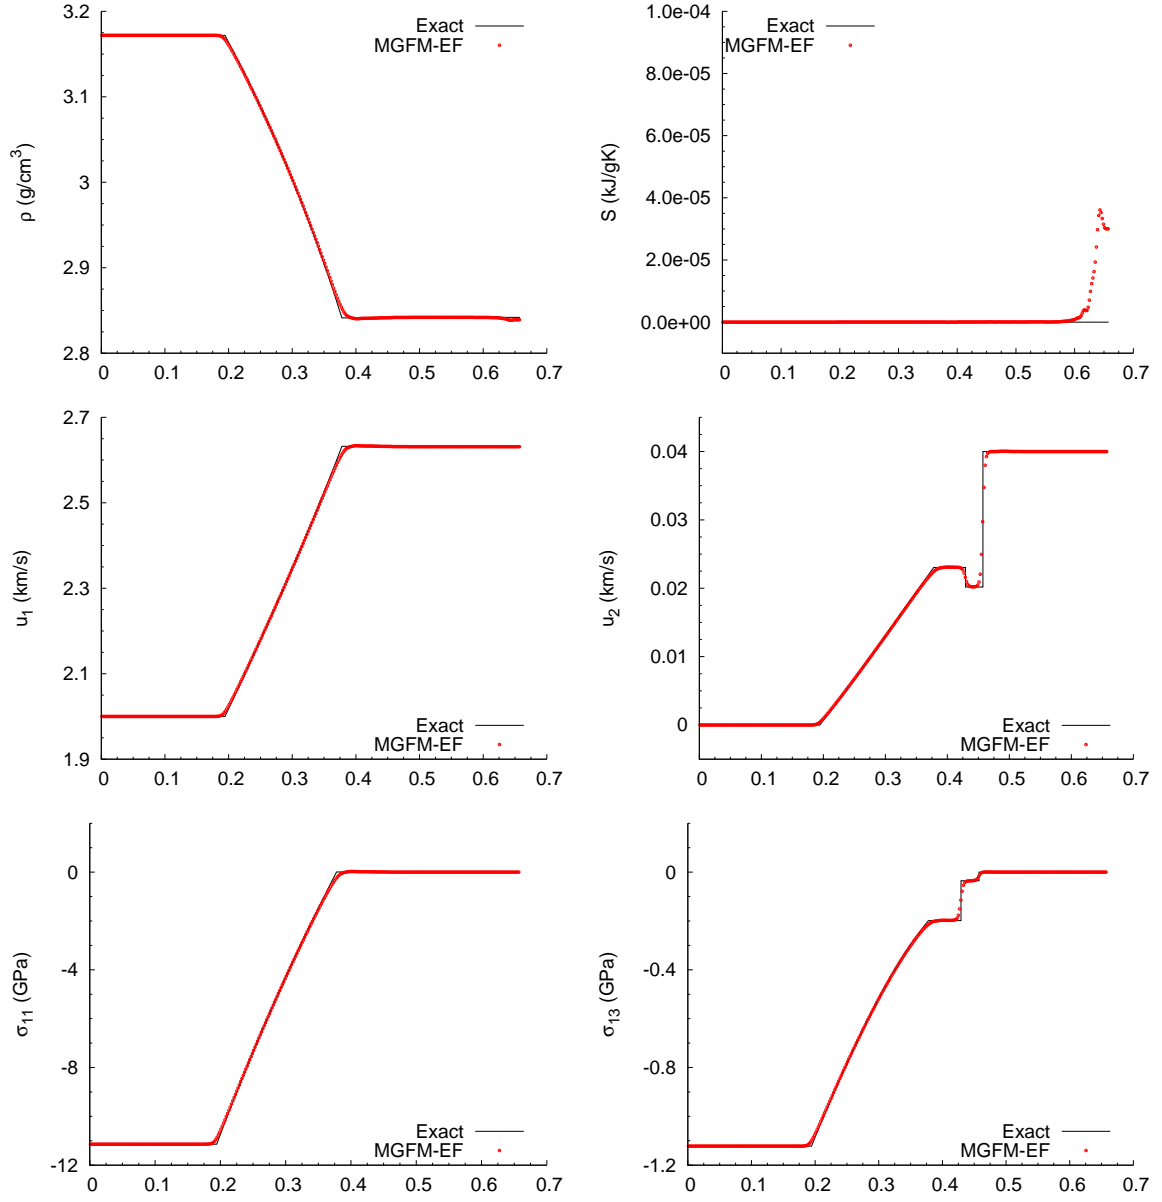 3.2
3.1
3
2.9
2.8
ρ (g/cm³)
Exact
MGFM-EF
0 0.1 0.2 0.3 0.4 0.5 0.6 0.7
1.0e-04
8.0e-05
6.0e-05
4.0e-05
2.0e-05
0.0e+00
S (kJ/gK)
Exact
MGFM-EF
0 0.1 0.2 0.3 0.4 0.5 0.6 0.7
2.7
2.5
2.3
2.1
1.9
u₁ (km/s)
Exact
MGFM-EF
0 0.1 0.2 0.3 0.4 0.5 0.6 0.7
0.04
0.03
0.02
0.01
0
u₂ (km/s)
Exact
MGFM-EF
0 0.1 0.2 0.3 0.4 0.5 0.6 0.7
0
-4
-8
-12
σ₁₁ (GPa)
Exact
MGFM-EF
0 0.1 0.2 0.3 0.4 0.5 0.6 0.7
0
-0.4
-0.8
-1.2
σ₁₃ (GPa)
Exact
MGFM-EF
0 0.1 0.2 0.3 0.4 0.5 0.6 0.7